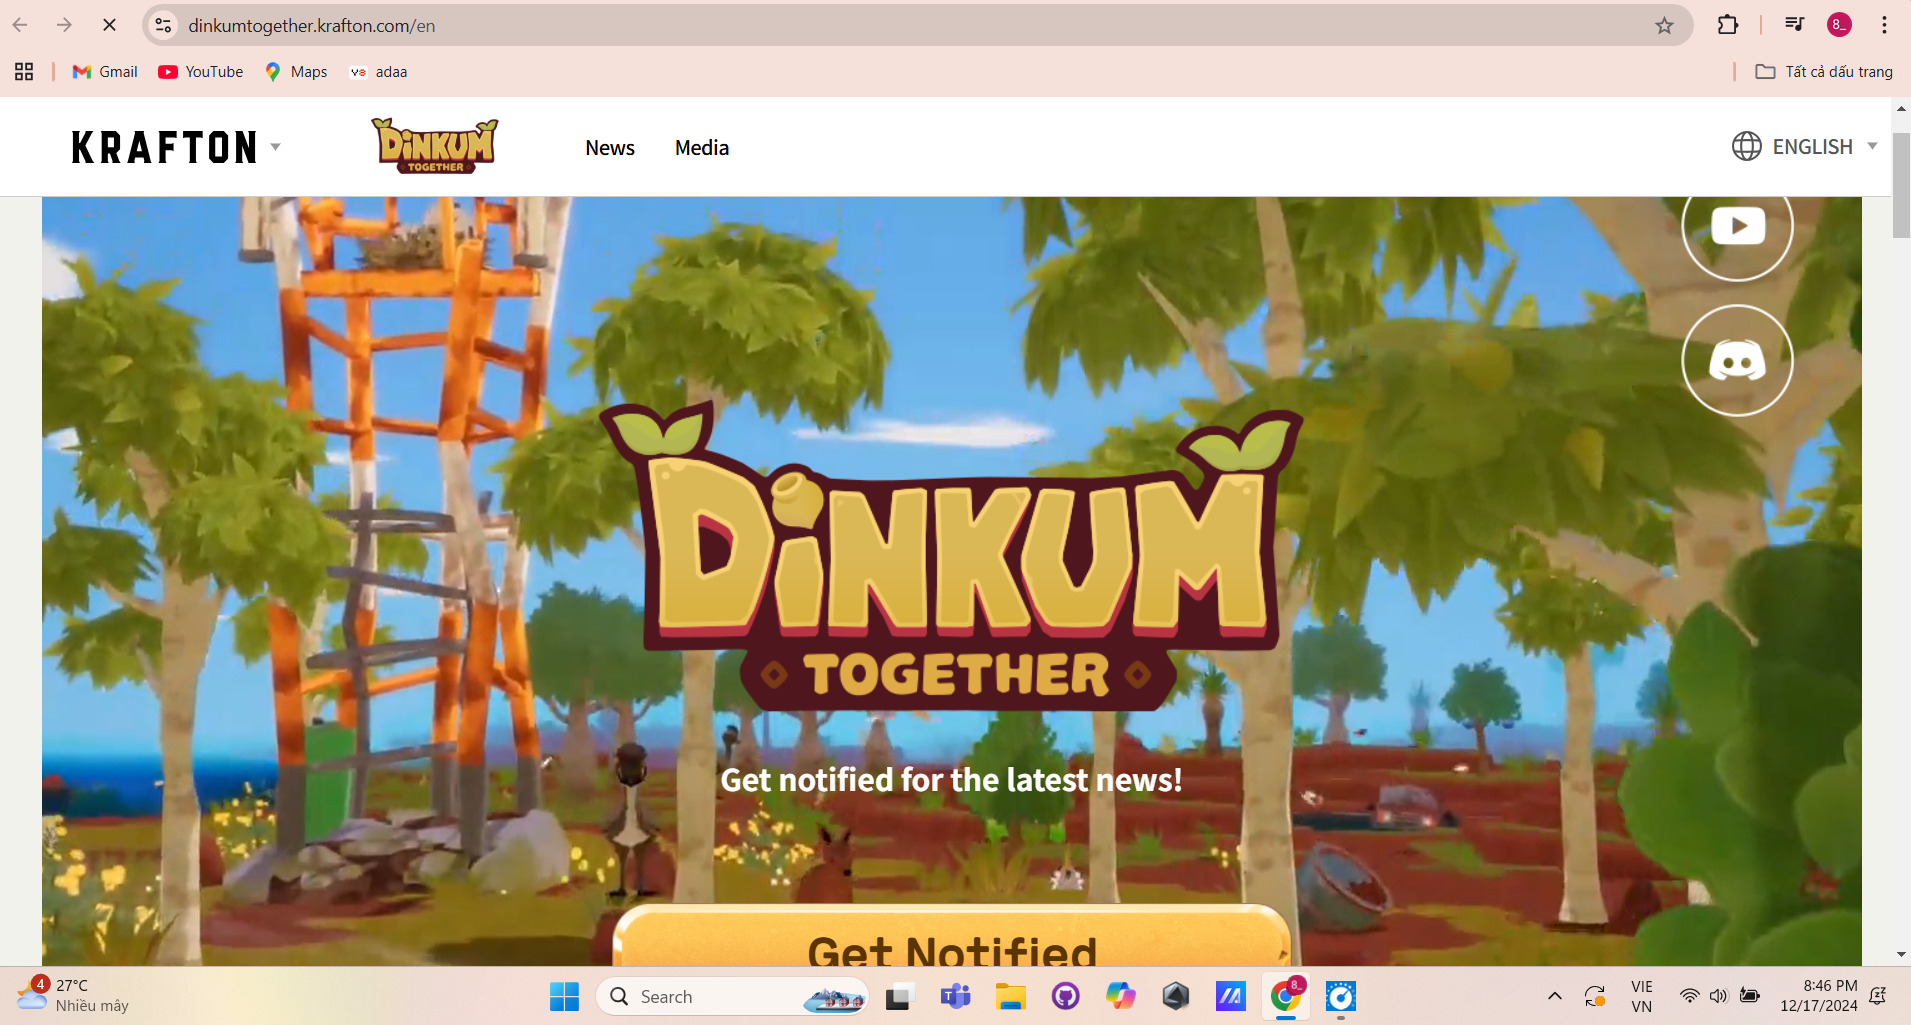 dinkumtogether.krafton.com/en
8_
Gmail
YouTube
Maps
adaa
Tất cả dấu trang
KRAFTON
DiNKUM
TOGETHER
News
Media
ENGLISH
DiNKUM
TOGETHER
Get notified for the latest news!
Get Notified
4
27°C
Nhiều mây
Search
8_
VIE
VN
8:46 PM
12/17/2024